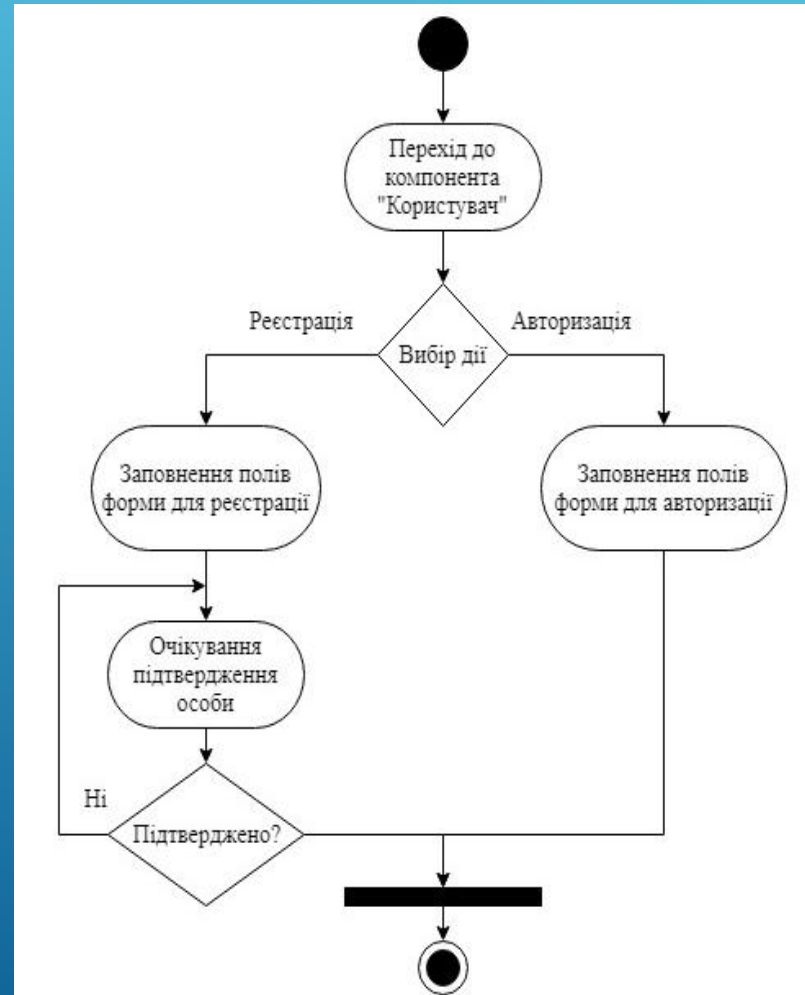 Перехід до
компонента
"Користувач"
Реєстрація
Авторизація
Вибір дії
Заповнення полів
форми для реєстрації
Заповнення полів
форми для авторизації
Очікування
підтвердження
особи
Ні
Підтверджено?